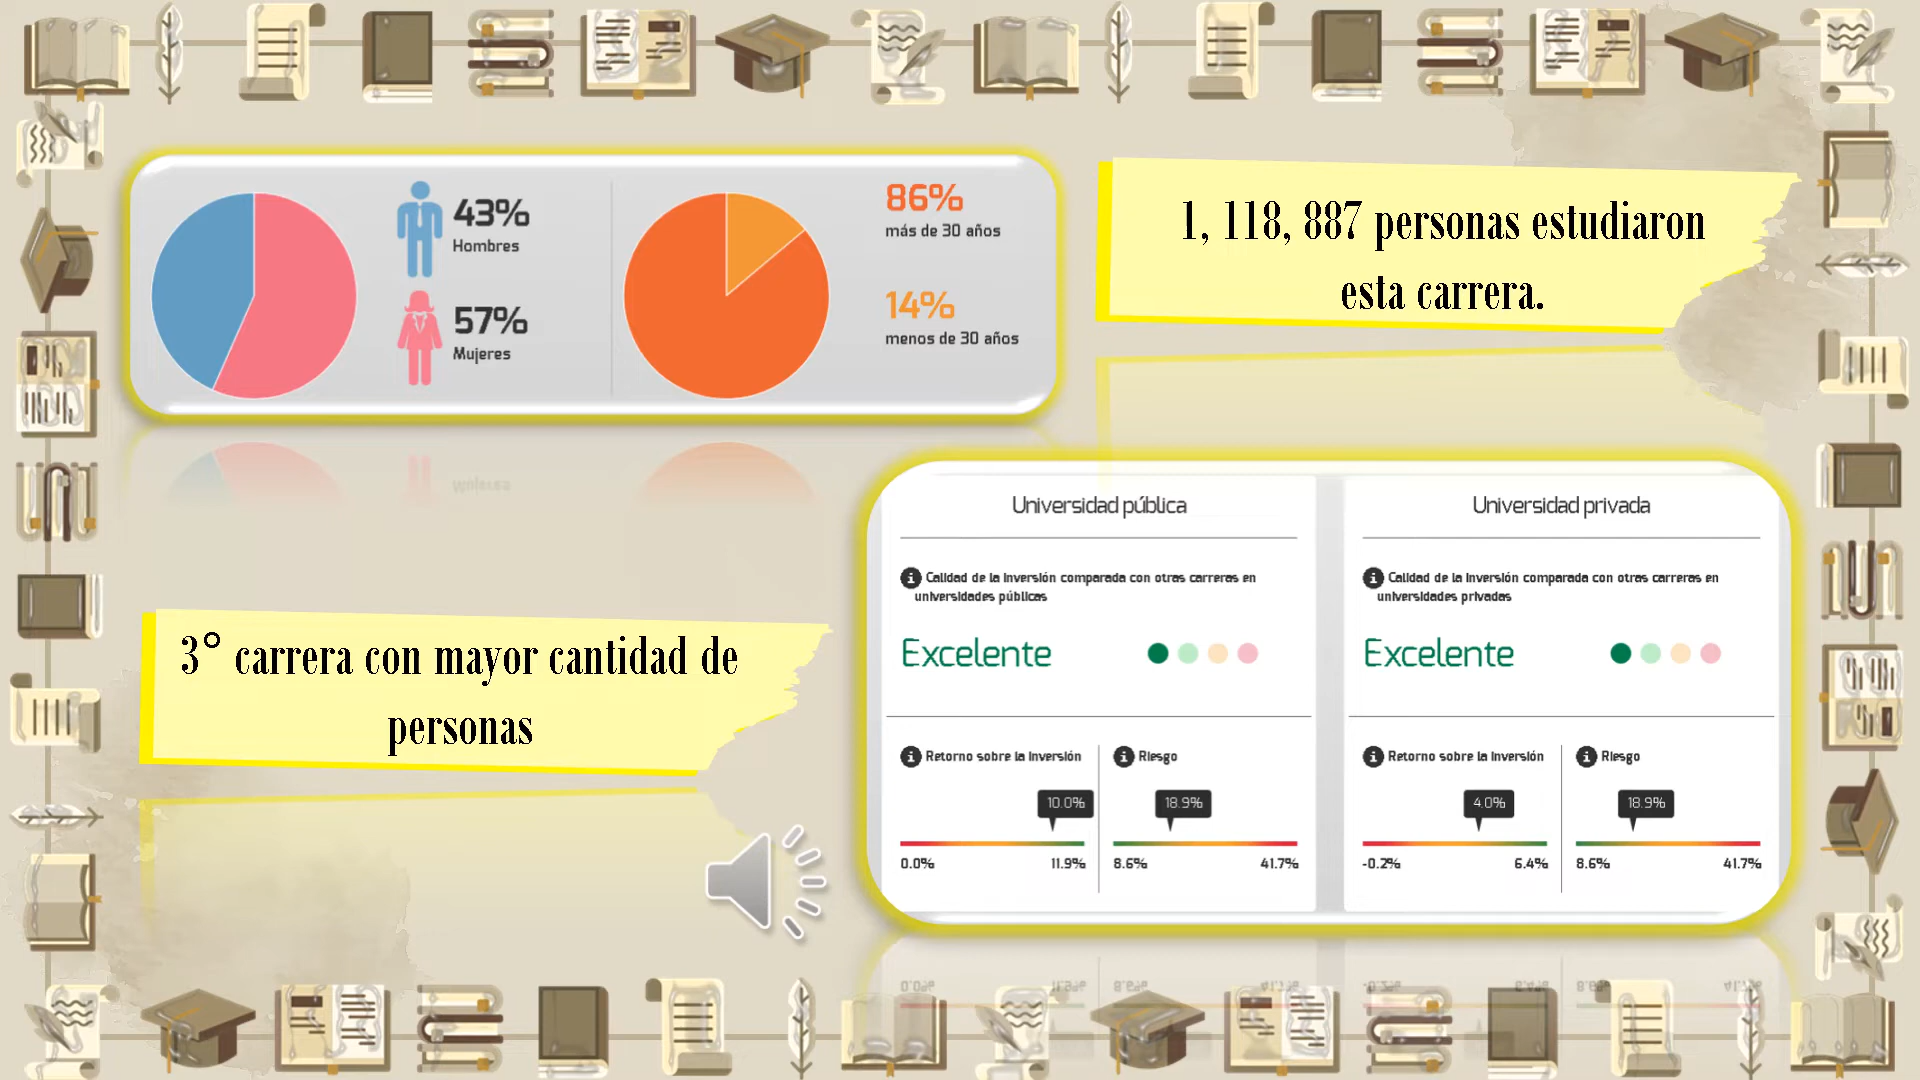 43%
Hombres
57%
Mujeres
86%
más de 30 años
14%
menos de 30 años
1, 118, 887 personas estudiaron
esta carrera.
3° carrera con mayor cantidad de
personas
Universidad pública
Calidad de la inversión comparada con otras carreras en
universidades públicas
Excelente
Retorno sobre la inversión
10.0%
0.0%
11.9%
Riesgo
18.9%
8.6%
41.7%
Universidad privada
Calidad de la inversión comparada con otras carreras en
universidades privadas
Excelente
Retorno sobre la inversión
4.0%
-0.2%
6.4%
Riesgo
18.9%
8.6%
41.7%